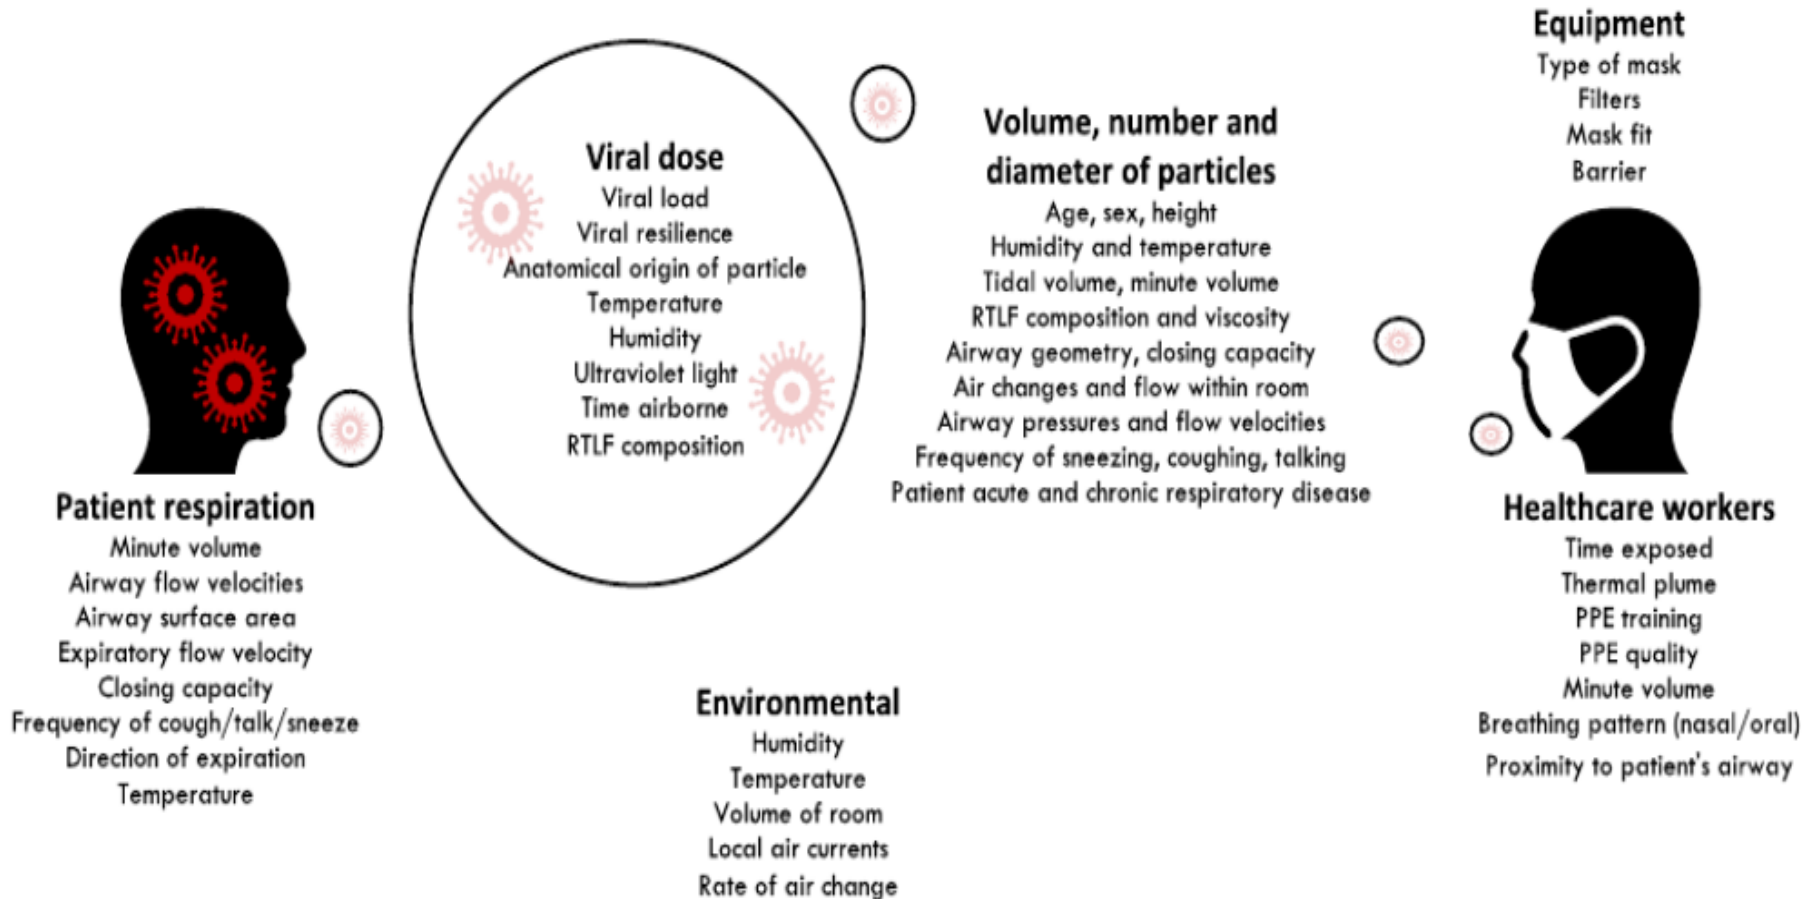 Patient respiration
Minute volume
Airway flow velocities
Airway surface area
Expiratory flow velocity
Closing capacity
Frequency of cough/talk/sneeze
Direction of expiration
Temperature
Viral dose
Viral load
Viral resilience
Anatomical origin of particle
Temperature
Humidity
Ultraviolet light
Time airborne
RTLF composition
Environmental
Humidity
Temperature
Volume of room
Local air currents
Rate of air change
Volume, number and
diameter of particles
Age, sex, height
Humidity and temperature
Tidal volume, minute volume
RTLF composition and viscosity
Airway geometry, closing capacity
Air changes and flow within room
Airway pressures and flow velocities
Frequency of sneezing, coughing, talking
Patient acute and chronic respiratory disease
Equipment
Type of mask
Filters
Mask fit
Barrier
Healthcare workers
Time exposed
Thermal plume
PPE training
PPE quality
Minute volume
Breathing pattern (nasal/oral)
Proximity to patient's airway